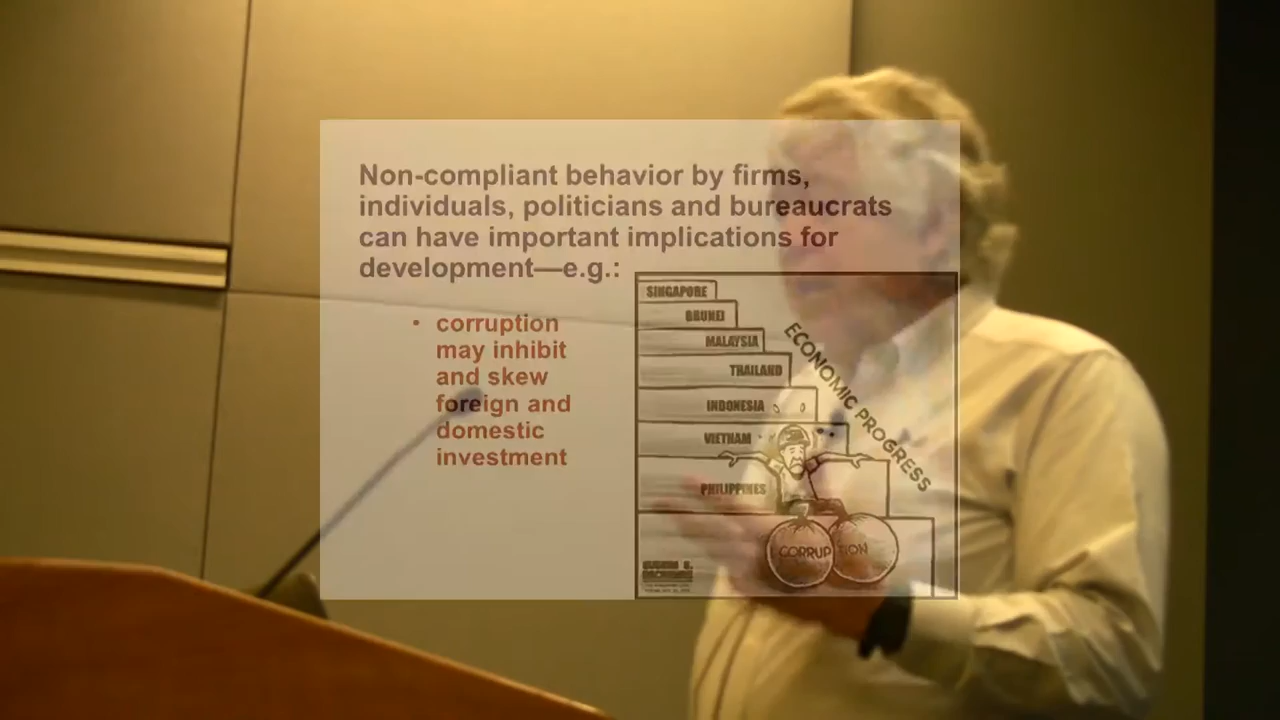 Non-compliant behavior by firms,
individuals, politicians and bureaucrats
can have important implications for
development—e.g.:
• corruption
may inhibit
and skew
foreign and
domestic
investment
SINGAPORE
BRUNEI
MALAYSIA
THAILAND
INDONESIA
VIETNAM
PHILIPPINES
ECONOMIC PROGRESS
CORRUPTION